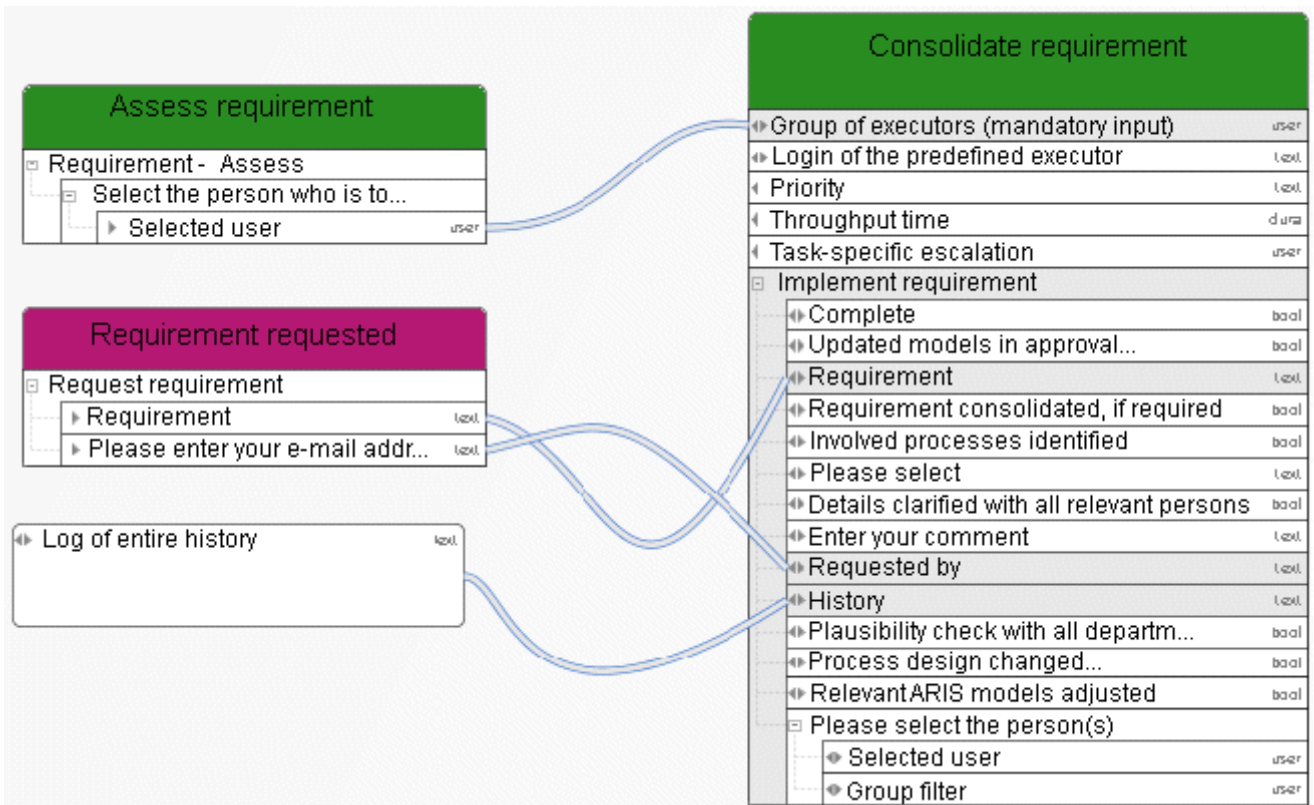 Assess requirement
Requirement - Assess
Select the person who is to...
Selected user user
Requirement requested
Request requirement
Requirement text
Please enter your e-mail addr... text
Log of entire history text
Consolidate requirement
Group of executors (mandatory input) user
Login of the predefined executor text
Priority text
Throughput time dura
Task-specific escalation user
Implement requirement
Complete bool
Updated models in approval... bool
Requirement text
Requirement consolidated, if required bool
Involved processes identified bool
Please select text
Details clarified with all relevant persons bool
Enter your comment text
Requested by text
History text
Plausibility check with all departm... bool
Process design changed... bool
Relevant ARIS models adjusted bool
Please select the person(s)
Selected user user
Group filter user